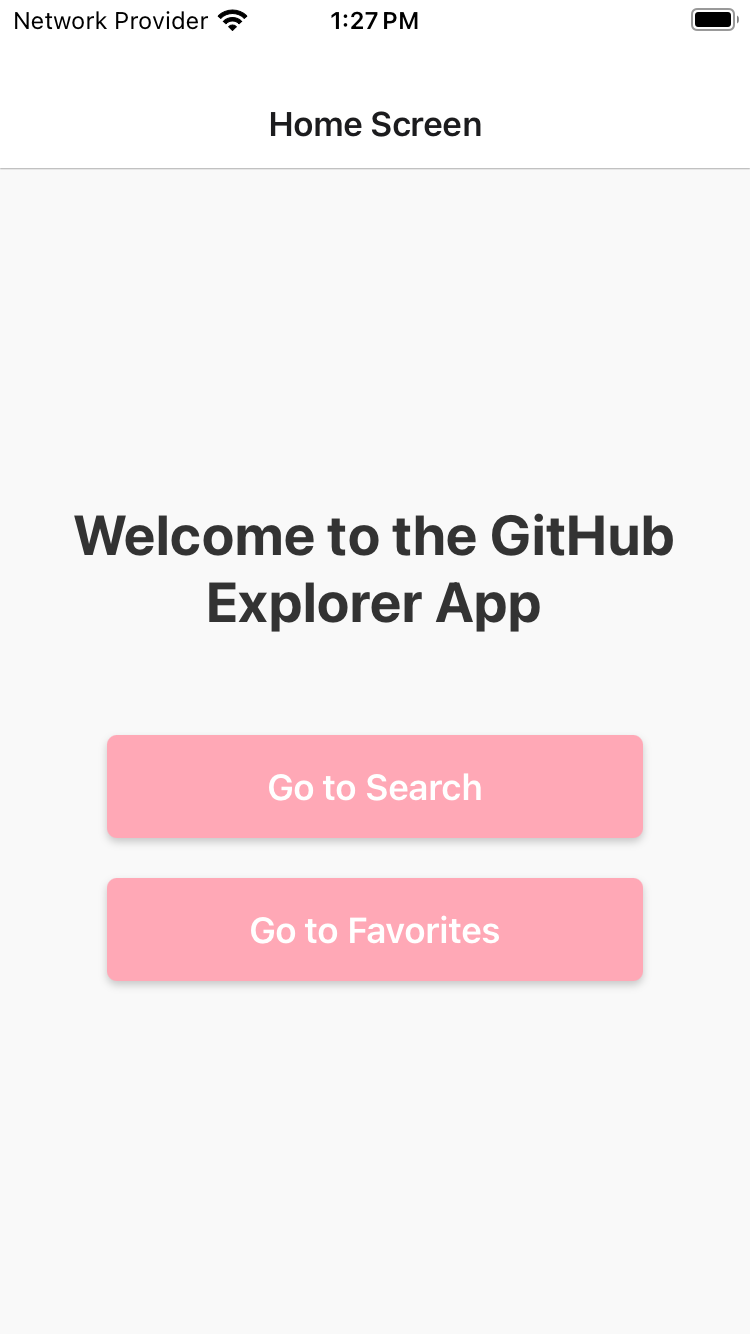 Network Provider 1:27 PM
Home Screen
Welcome to the GitHub
Explorer App
Go to Search
Go to Favorites